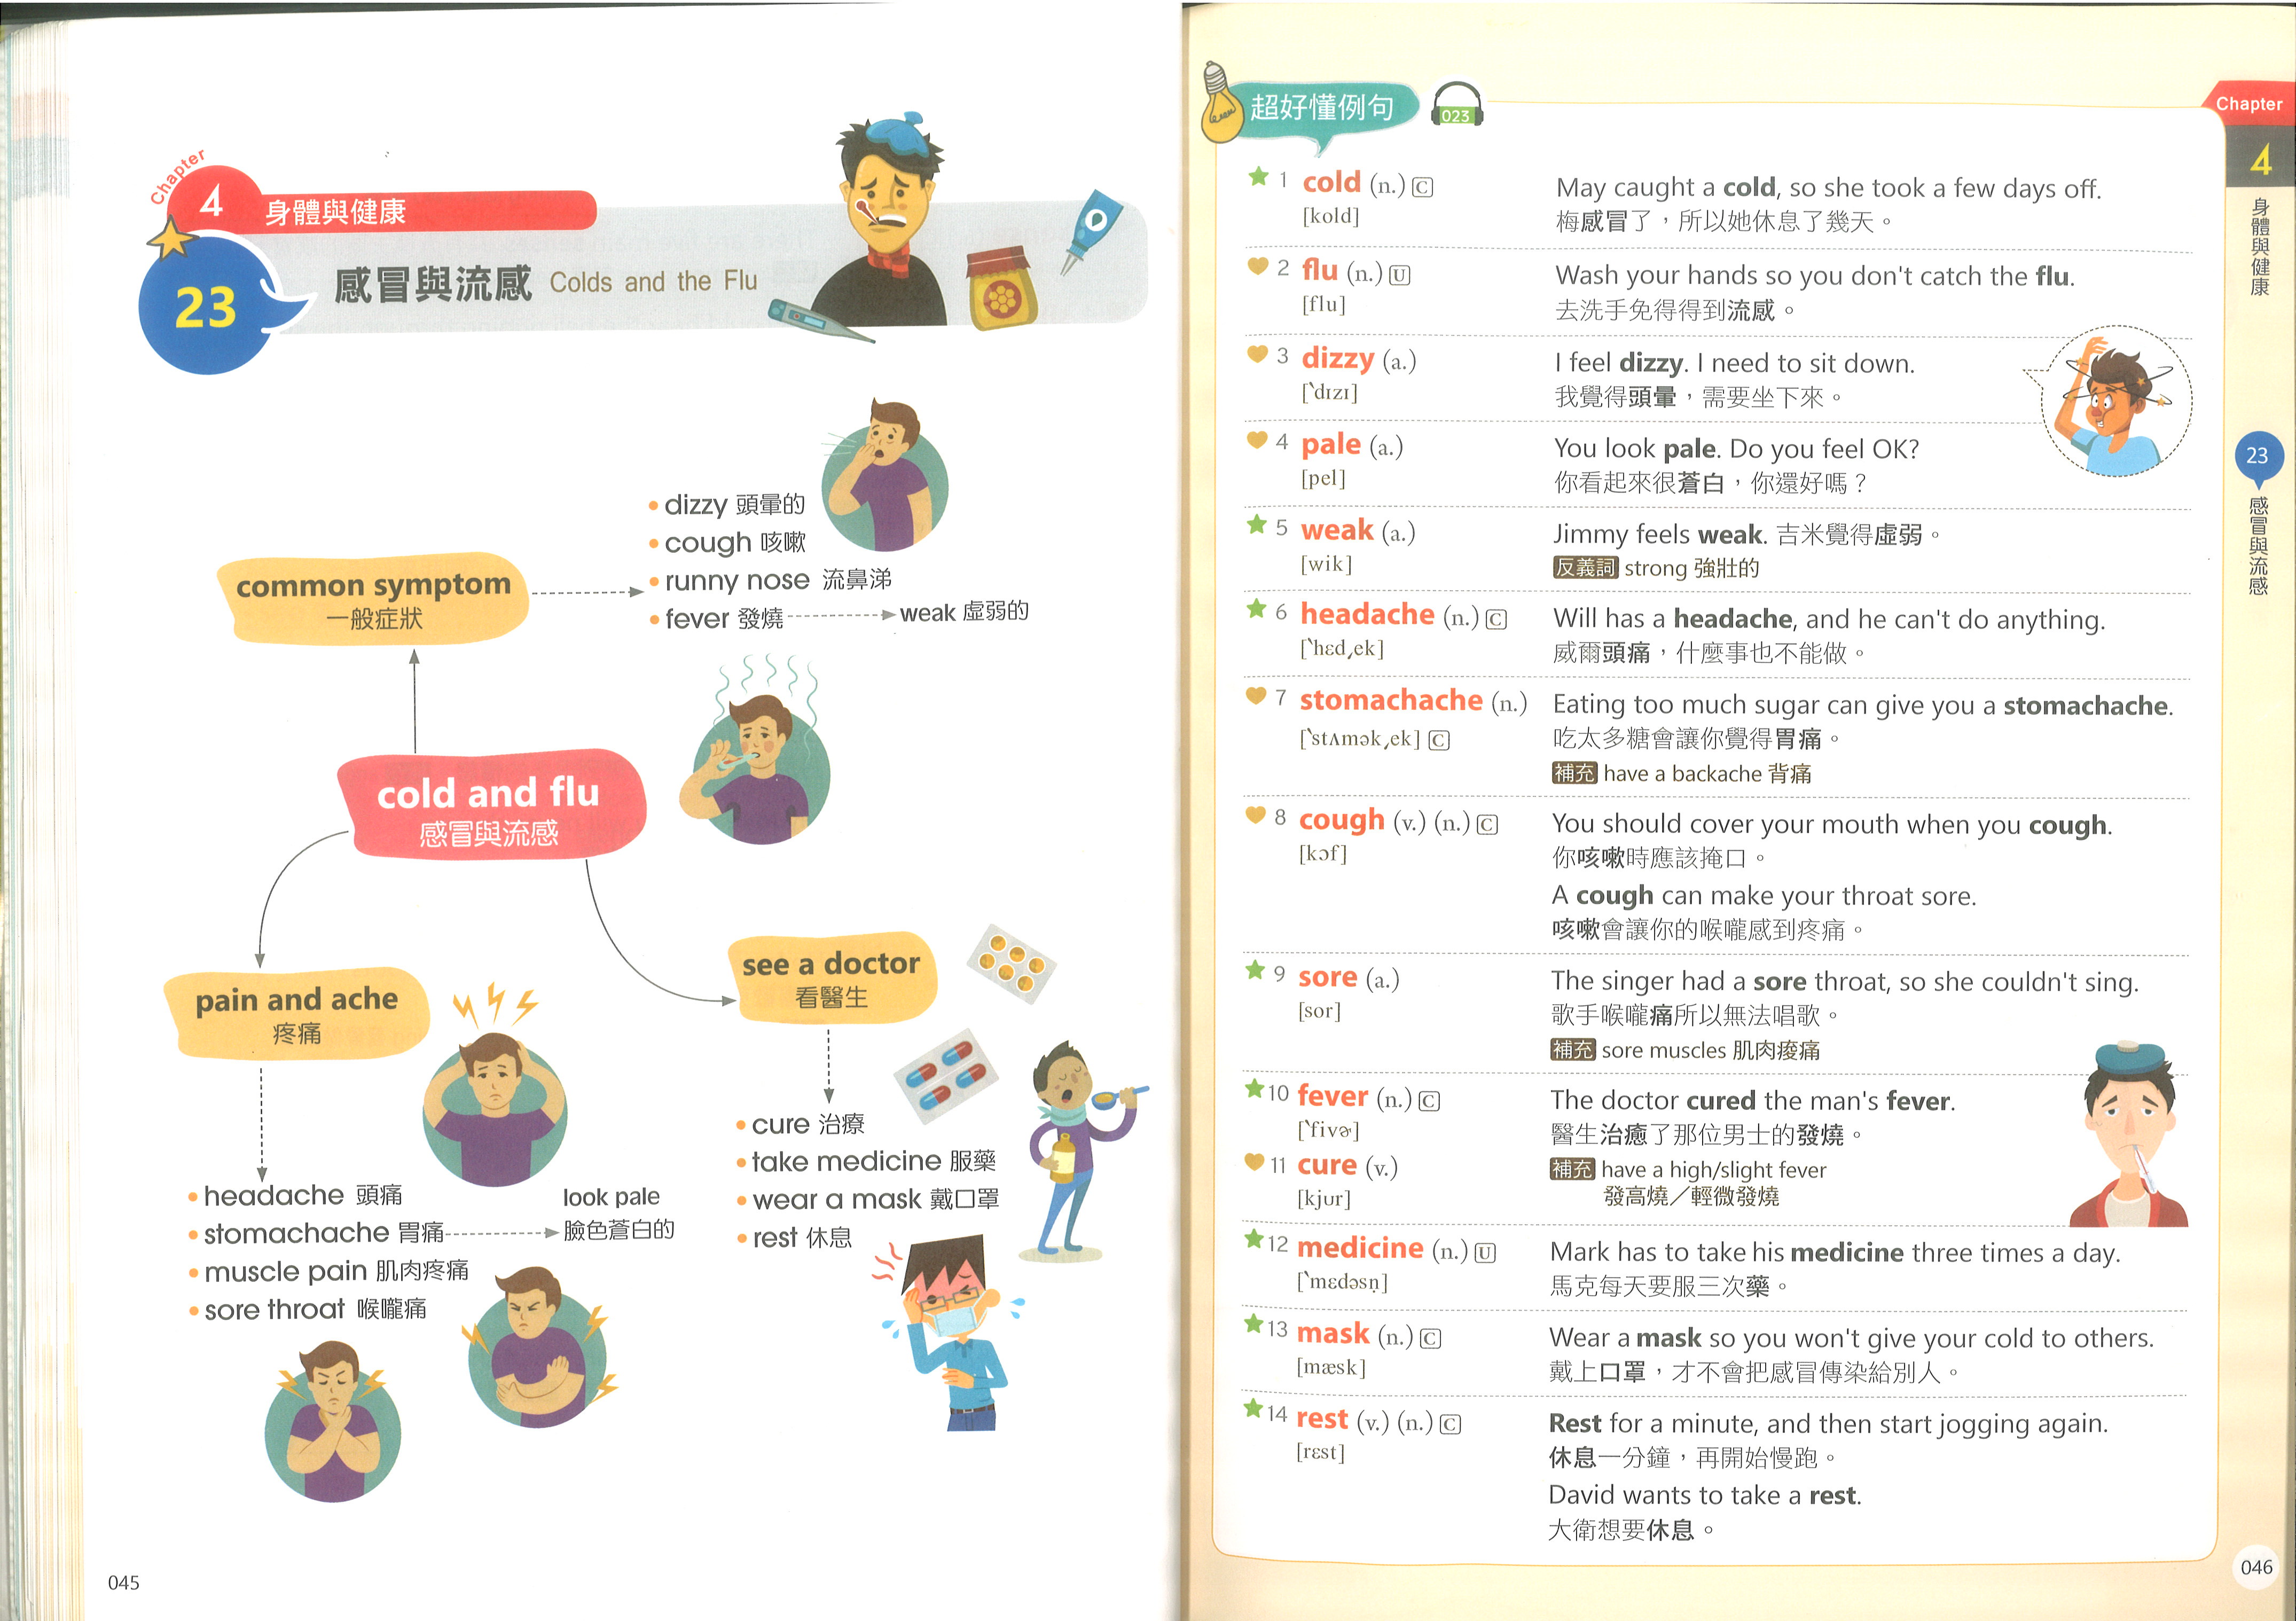 Chapter
4 身體與健康
23 感冒與流感 Colds and the Flu
dizzy 頭暈的
cough 咳嗽
runny nose 流鼻涕
fever 發燒 weak 虛弱的
common symptom
一般症狀
cold and flu
感冒與流感
pain and ache
疼痛
headache 頭痛
stomachache 胃痛
look pale
臉色蒼白的
muscle pain 肌肉疼痛
sore throat 喉嚨痛
see a doctor
看醫生
cure 治療
take medicine 服藥
wear a mask 戴口罩
rest 休息
045
超好懂例句 023
1 cold (n.) C
[kold]
May caught a cold, so she took a few days off.
梅感冒了，所以她休息了幾天。
2 flu (n.) U
[flu]
Wash your hands so you don't catch the flu.
去洗手免得得到流感。
3 dizzy (a.)
[ˋdɪzɪ]
I feel dizzy. I need to sit down.
我覺得頭暈，需要坐下來。
4 pale (a.)
[pel]
You look pale. Do you feel OK?
你看起來很蒼白，你還好嗎？
5 weak (a.)
[wik]
Jimmy feels weak. 吉米覺得虛弱。
反義詞 strong 強壯的
6 headache (n.) C
[ˋhɛdˏek]
Will has a headache, and he can't do anything.
威爾頭痛，什麼事也不能做。
7 stomachache (n.)
[ˋstʌməkˏek] C
Eating too much sugar can give you a stomachache.
吃太多糖會讓你覺得胃痛。
補充 have a backache 背痛
8 cough (v.) (n.) C
[kɔf]
You should cover your mouth when you cough.
你咳嗽時應該掩口。
A cough can make your throat sore.
咳嗽會讓你的喉嚨感到疼痛。
9 sore (a.)
[sor]
The singer had a sore throat, so she couldn't sing.
歌手喉嚨痛所以無法唱歌。
補充 sore muscles 肌肉痠痛
10 fever (n.) C
[ˋfivɚ]
11 cure (v.)
[kjʊr]
The doctor cured the man's fever.
醫生治癒了那位男士的發燒。
補充 have a high/slight fever
發高燒／輕微發燒
12 medicine (n.) U
[ˋmɛdəsṇ]
Mark has to take his medicine three times a day.
馬克每天要服三次藥。
13 mask (n.) C
[mæsk]
Wear a mask so you won't give your cold to others.
戴上口罩，才不會把感冒傳染給別人。
14 rest (v.) (n.) C
[rɛst]
Rest for a minute, and then start jogging again.
休息一分鐘，再開始慢跑。
David wants to take a rest.
大衛想要休息。
Chapter
4
身體與健康
23
感冒與流感
046